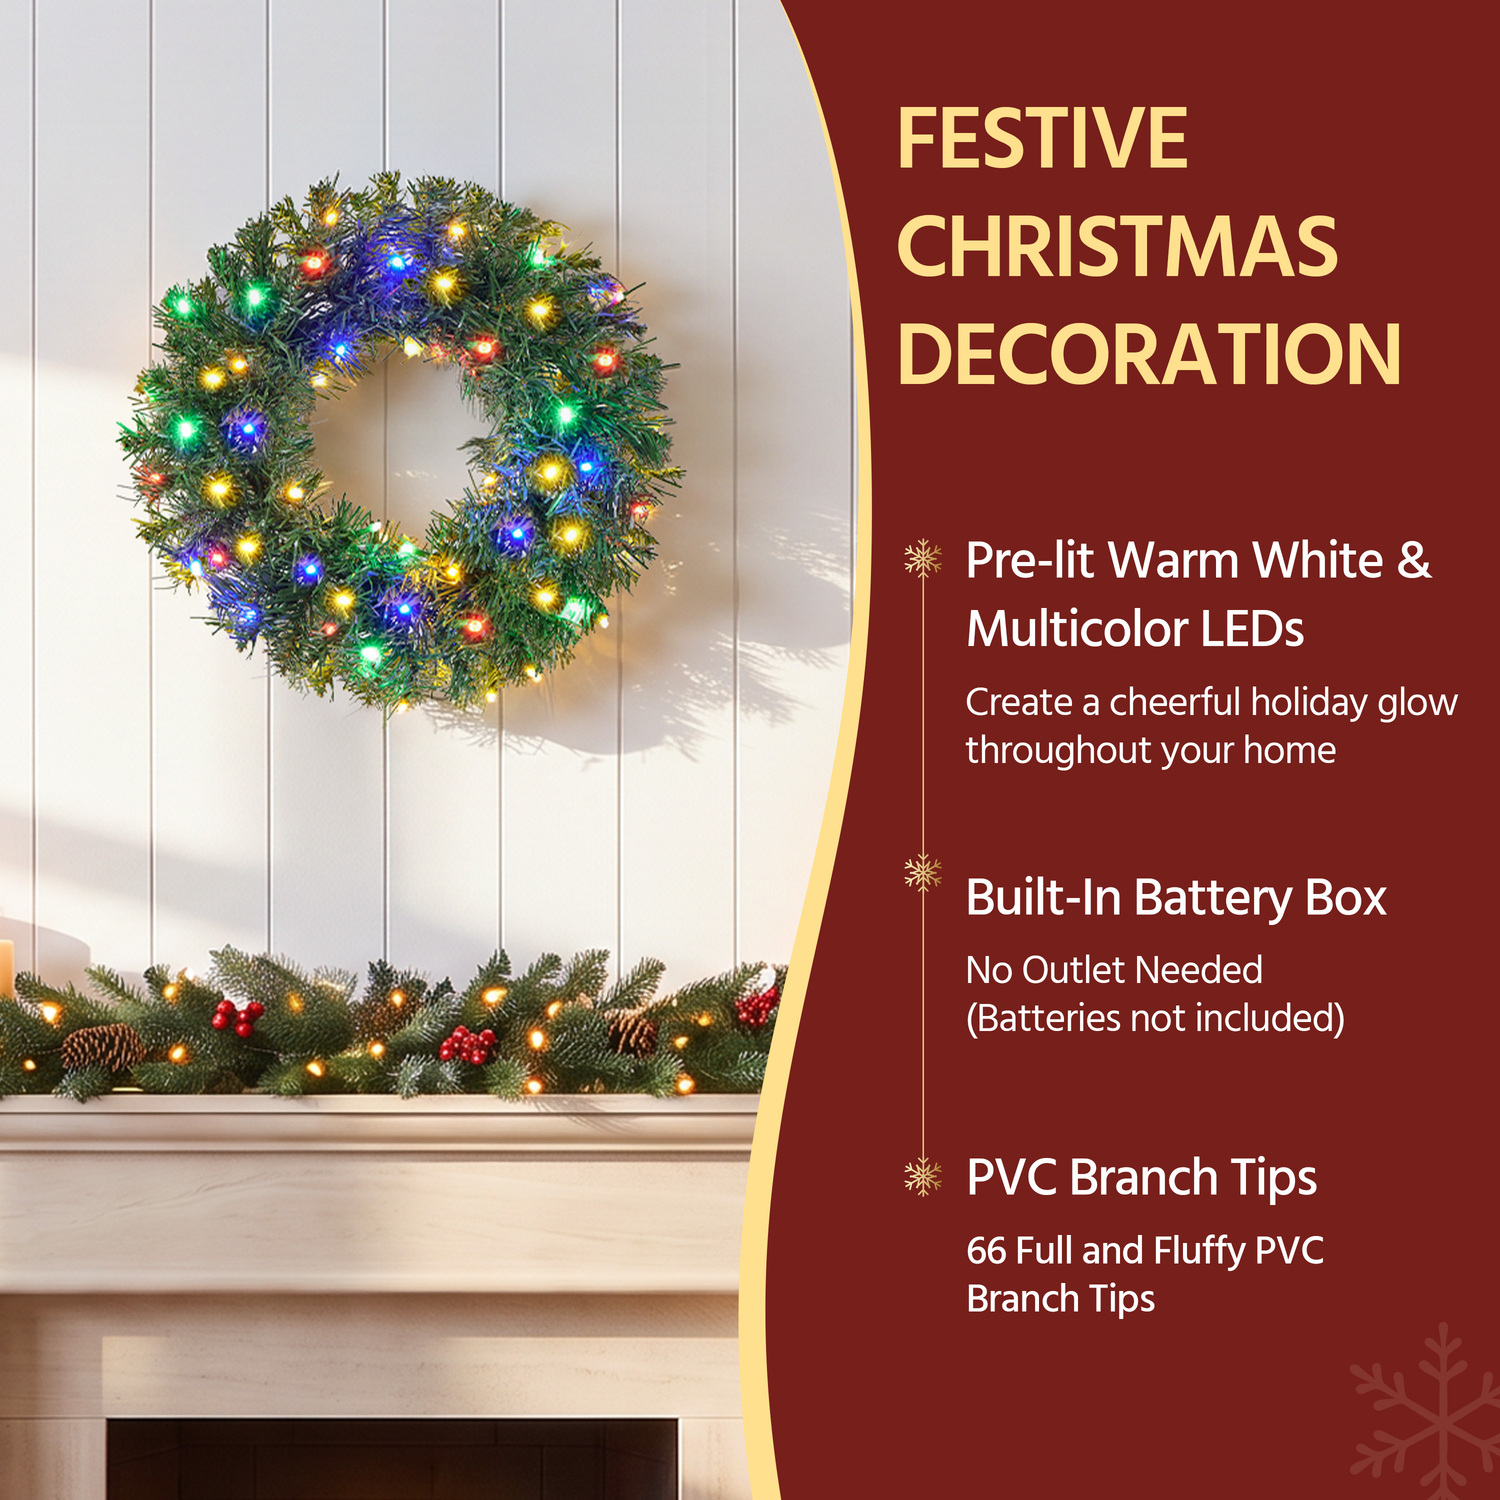 FESTIVE
CHRISTMAS
DECORATION
Pre-lit Warm White &
Multicolor LEDs
Create a cheerful holiday glow
throughout your home
Built-In Battery Box
No Outlet Needed
(Batteries not included)
PVC Branch Tips
66 Full and Fluffy PVC
Branch Tips